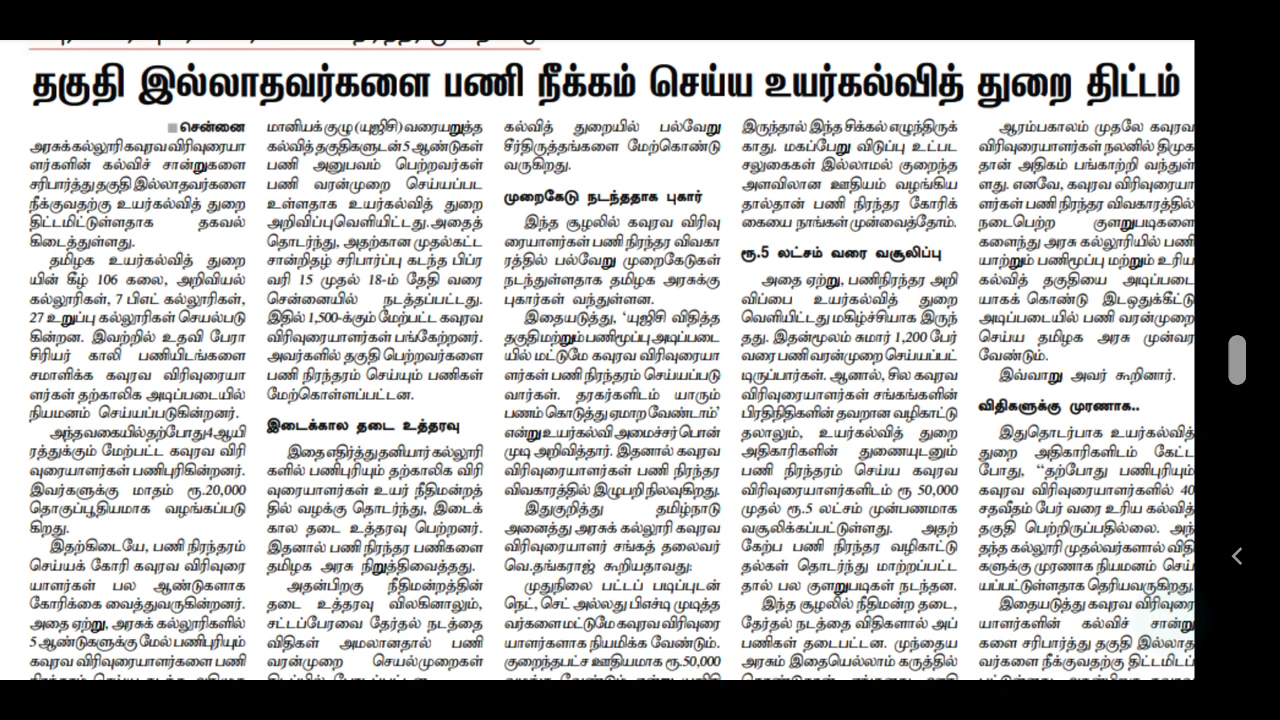 தகுதி இல்லாதவர்களை பணி நீக்கம் செய்ய உயர்கல்வித் துறை திட்டம்
■ சென்னை
அரசுக் கல்லூரி கவுரவ விரிவுரையா
ளர்களின் கல்விச் சான்றுகளை
சரிபார்த்து தகுதி இல்லாதவர்களை
நீக்குவதற்கு உயர்கல்வித் துறை
திட்டமிட்டுள்ளதாக தகவல்
கிடைத்துள்ளது.
தமிழக உயர்கல்வித் துறை
யின் கீழ் 106 கலை, அறிவியல்
கல்லூரிகள், 7 பிஎட் கல்லூரிகள்,
27 உறுப்பு கல்லூரிகள் செயல்படு
கின்றன. இவற்றில் உதவி பேரா
சிரியர் காலி பணியிடங்களை
சமாளிக்க கவுரவ விரிவுரையா
ளர்கள் தற்காலிக அடிப்படையில்
நியமனம் செய்யப்படுகின்றனர்.
அந்தவகையில் தற்போது 4 ஆயி
ரத்துக்கும் மேற்பட்ட கவுரவ விரி
வுரையாளர்கள் பணிபுரிகின்றனர்.
இவர்களுக்கு மாதம் ரூ.20,000
தொகுப்பூதியமாக வழங்கப்படு
கிறது.
இதற்கிடையே, பணி நிரந்தரம்
செய்யக் கோரி கவுரவ விரிவுரை
யாளர்கள் பல ஆண்டுகளாக
கோரிக்கை வைத்துவருகின்றனர்.
அதை ஏற்று, அரசுக் கல்லூரிகளில்
5 ஆண்டுகளுக்கு மேல் பணிபுரியும்
கவுரவ விரிவுரையாளர்களை பணி
மானியக் குழு (யுஜிசி) வரையறுத்த
கல்வித் தகுதிகளுடன் 5 ஆண்டுகள்
பணி அனுபவம் பெற்றவர்கள்
பணி வரன்முறை செய்யப்பட
உள்ளதாக உயர்கல்வித் துறை
அறிவிப்பு வெளியிட்டது. அதைத்
தொடர்ந்து, அதற்கான முதல்கட்ட
சான்றிதழ் சரிபார்ப்பு கடந்த பிப்ர
வரி 15 முதல் 18-ம் தேதி வரை
சென்னையில் நடத்தப்பட்டது.
இதில் 1,500-க்கும் மேற்பட்ட கவுரவ
விரிவுரையாளர்கள் பங்கேற்றனர்.
அவர்களில் தகுதி பெற்றவர்களை
பணி நிரந்தரம் செய்யும் பணிகள்
மேற்கொள்ளப்பட்டன.
இடைக்கால தடை உத்தரவு
இதை எதிர்த்து தனியார் கல்லூரி
களில் பணிபுரியும் தற்காலிக விரி
வுரையாளர்கள் உயர் நீதிமன்றத்
தில் வழக்கு தொடர்ந்து, இடைக்
கால தடை உத்தரவு பெற்றனர்.
இதனால் பணி நிரந்தர பணிகளை
தமிழக அரசு நிறுத்திவைத்தது.
அதன்பிறகு நீதிமன்றத்தின்
தடை உத்தரவு விலகினாலும்,
சட்டப்பேரவை தேர்தல் நடத்தை
விதிகள் அமலானதால் பணி
வரன்முறை செயல்முறைகள்
கல்வித் துறையில் பல்வேறு
சீர்திருத்தங்களை மேற்கொண்டு
வருகிறது.
முறைகேடு நடந்ததாக புகார்
இந்த சூழலில் கவுரவ விரிவு
ரையாளர்கள் பணி நிரந்தர விவகா
ரத்தில் பல்வேறு முறைகேடுகள்
நடந்துள்ளதாக தமிழக அரசுக்கு
புகார்கள் வந்துள்ளன.
இதையடுத்து, ‘யுஜிசி விதித்த
தகுதி மற்றும் பணிமூப்பு அடிப்படை
யில் மட்டுமே கவுரவ விரிவுரையா
ளர்கள் பணி நிரந்தரம் செய்யப்படு
வார்கள். தரகர்களிடம் யாரும்
பணம் கொடுத்து ஏமாற வேண்டாம்’
என்று உயர்கல்வி அமைச்சர் பொன்
முடி அறிவித்தார். இதனால் கவுரவ
விரிவுரையாளர்கள் பணி நிரந்தர
விவகாரத்தில் இழுபறி நிலவுகிறது.
இதுகுறித்து தமிழ்நாடு
அனைத்து அரசுக் கல்லூரி கவுரவ
விரிவுரையாளர் சங்கத் தலைவர்
வெ.தங்கராஜ் கூறியதாவது:
முதுநிலை பட்டப் படிப்புடன்
நெட், செட் அல்லது பிஎச்டி முடித்த
வர்களை மட்டுமே கவுரவ விரிவுரை
யாளர்களாக நியமிக்க வேண்டும்.
குறைந்தபட்ச ஊதியமாக ரூ.50,000
இருந்தால் இந்த சிக்கல் எழுந்திருக்
காது. மகப்பேறு விடுப்பு உட்பட
சலுகைகள் இல்லாமல் குறைந்த
அளவிலான ஊதியம் வழங்கிய
தால்தான் பணி நிரந்தர கோரிக்
கையை நாங்கள் முன்வைத்தோம்.
ரூ.5 லட்சம் வரை வசூலிப்பு
அதை ஏற்று, பணிநிரந்தர அறி
விப்பை உயர்கல்வித் துறை
வெளியிட்டது மகிழ்ச்சியாக இருந்
தது. இதன்மூலம் சுமார் 1,200 பேர்
வரை பணி வரன்முறை செய்யப்பட்
டிருப்பார்கள். ஆனால், சில கவுரவ
விரிவுரையாளர்கள் சங்கங்களின்
பிரதிநிதிகளின் தவறான வழிகாட்டு
தலாலும், உயர்கல்வித் துறை
அதிகாரிகளின் துணையுடனும்
பணி நிரந்தரம் செய்ய கவுரவ
விரிவுரையாளர்களிடம் ரூ 50,000
முதல் ரூ.5 லட்சம் முன்பணமாக
வசூலிக்கப்பட்டுள்ளது. அதற்
கேற்ப பணி நிரந்தர வழிகாட்டு
தல்கள் தொடர்ந்து மாற்றப்பட்ட
தால் பல குளறுபடிகள் நடந்தன.
இந்த சூழலில் நீதிமன்ற தடை,
தேர்தல் நடத்தை விதிகளால் அப்
பணிகள் தடைபட்டன. முந்தைய
அரசும் இதையெல்லாம் கருத்தில்
ஆரம்பகாலம் முதலே கவுரவ
விரிவுரையாளர்கள் நலனில் திமுக
தான் அதிகம் பங்காற்றி வந்துள்
ளது. எனவே, கவுரவ விரிவுரையா
ளர்கள் பணி நிரந்தர விவகாரத்தில்
நடைபெற்ற குளறுபடிகளை
களைந்து அரசு கல்லூரியில் பணி
யாற்றும் பணிமூப்பு மற்றும் உரிய
கல்வித் தகுதியை அடிப்படை
யாகக் கொண்டு இடஒதுக்கீட்டு
அடிப்படையில் பணி வரன்முறை
செய்ய தமிழக அரசு முன்வர
வேண்டும்.
இவ்வாறு அவர் கூறினார்.
விதிகளுக்கு முரணாக..
இதுதொடர்பாக உயர்கல்வித்
துறை அதிகாரிகளிடம் கேட்ட
போது, “தற்போது பணிபுரியும்
கவுரவ விரிவுரையாளர்களில் 40
சதவீதம் பேர் வரை உரிய கல்வித்
தகுதி பெற்றிருப்பதில்லை. அந்
தந்த கல்லூரி முதல்வர்களால் விதி
களுக்கு முரணாக நியமனம் செய்
யப்பட்டுள்ளதாக தெரியவருகிறது.
இதையடுத்து கவுரவ விரிவுரை
யாளர்களின் கல்விச் சான்று
களை சரிபார்த்து தகுதி இல்லாத
வர்களை நீக்குவதற்கு திட்டமிடப்